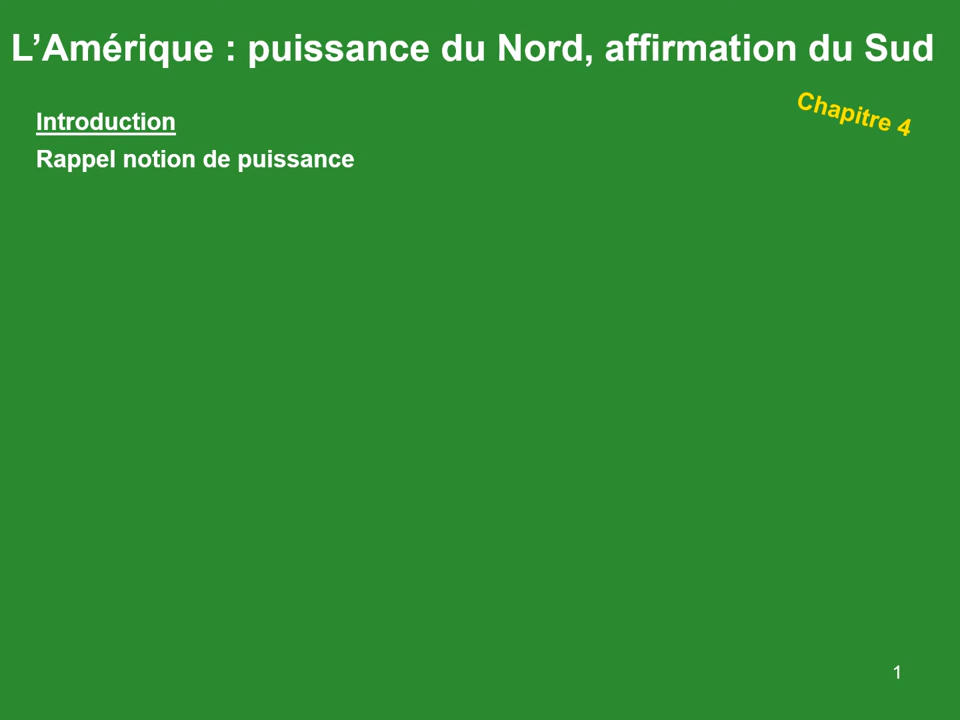 L’Amérique : puissance du Nord, affirmation du Sud
Chapitre 4
Introduction
Rappel notion de puissance
1